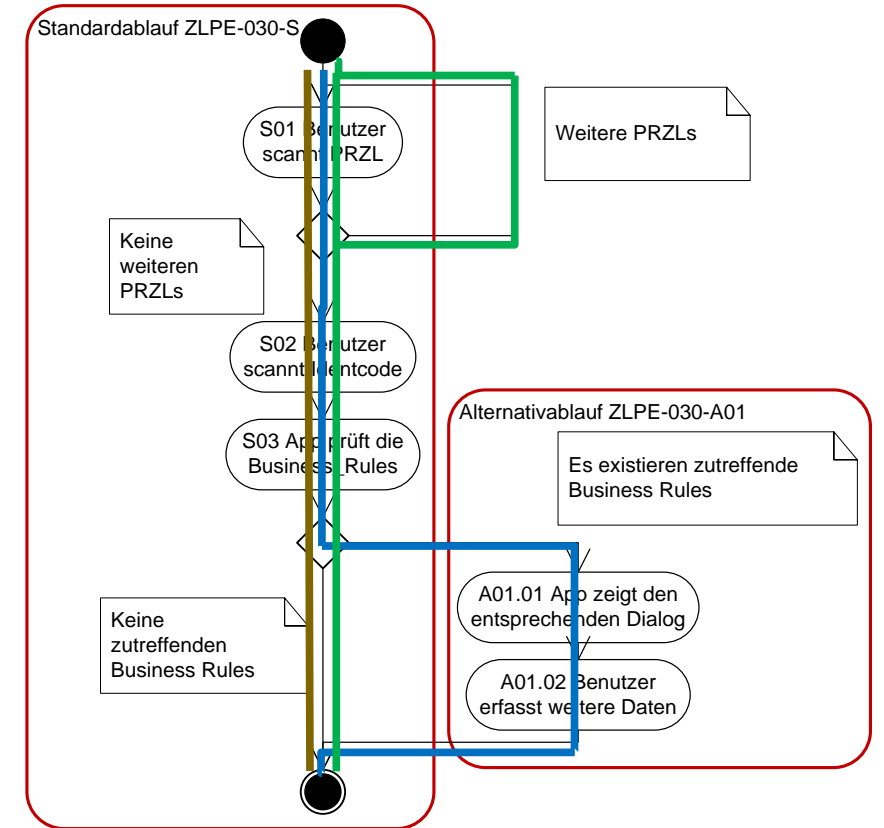 Standardablauf ZLPE-030-S
S01 Benutzer
scannt PRZL
Weitere PRZLs
Keine
weiteren
PRZLs
S02 Benutzer
scannt Identcode
S03 App prüft die
Business_Rules
Alternativablauf ZLPE-030-A01
Es existieren zutreffende
Business Rules
A01.01 App zeigt den
entsprechenden Dialog
Keine
zutreffenden
Business Rules
A01.02 Benutzer
erfasst weitere Daten